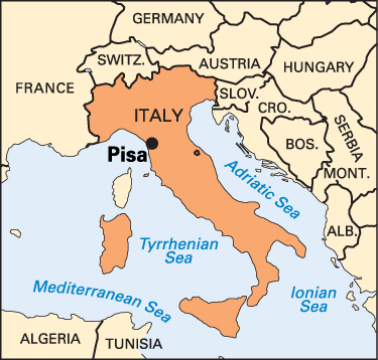 GERMANY
SWITZ.
AUSTRIA
HUNGARY
FRANCE
SLOV.
ITALY
CRO.
SERBIA
BOS.
Pisa
Adriatic Sea
MONT.
ALB.
Tyrrhenian
Sea
Mediterranean Sea
Ionian
Sea
ALGERIA
TUNISIA